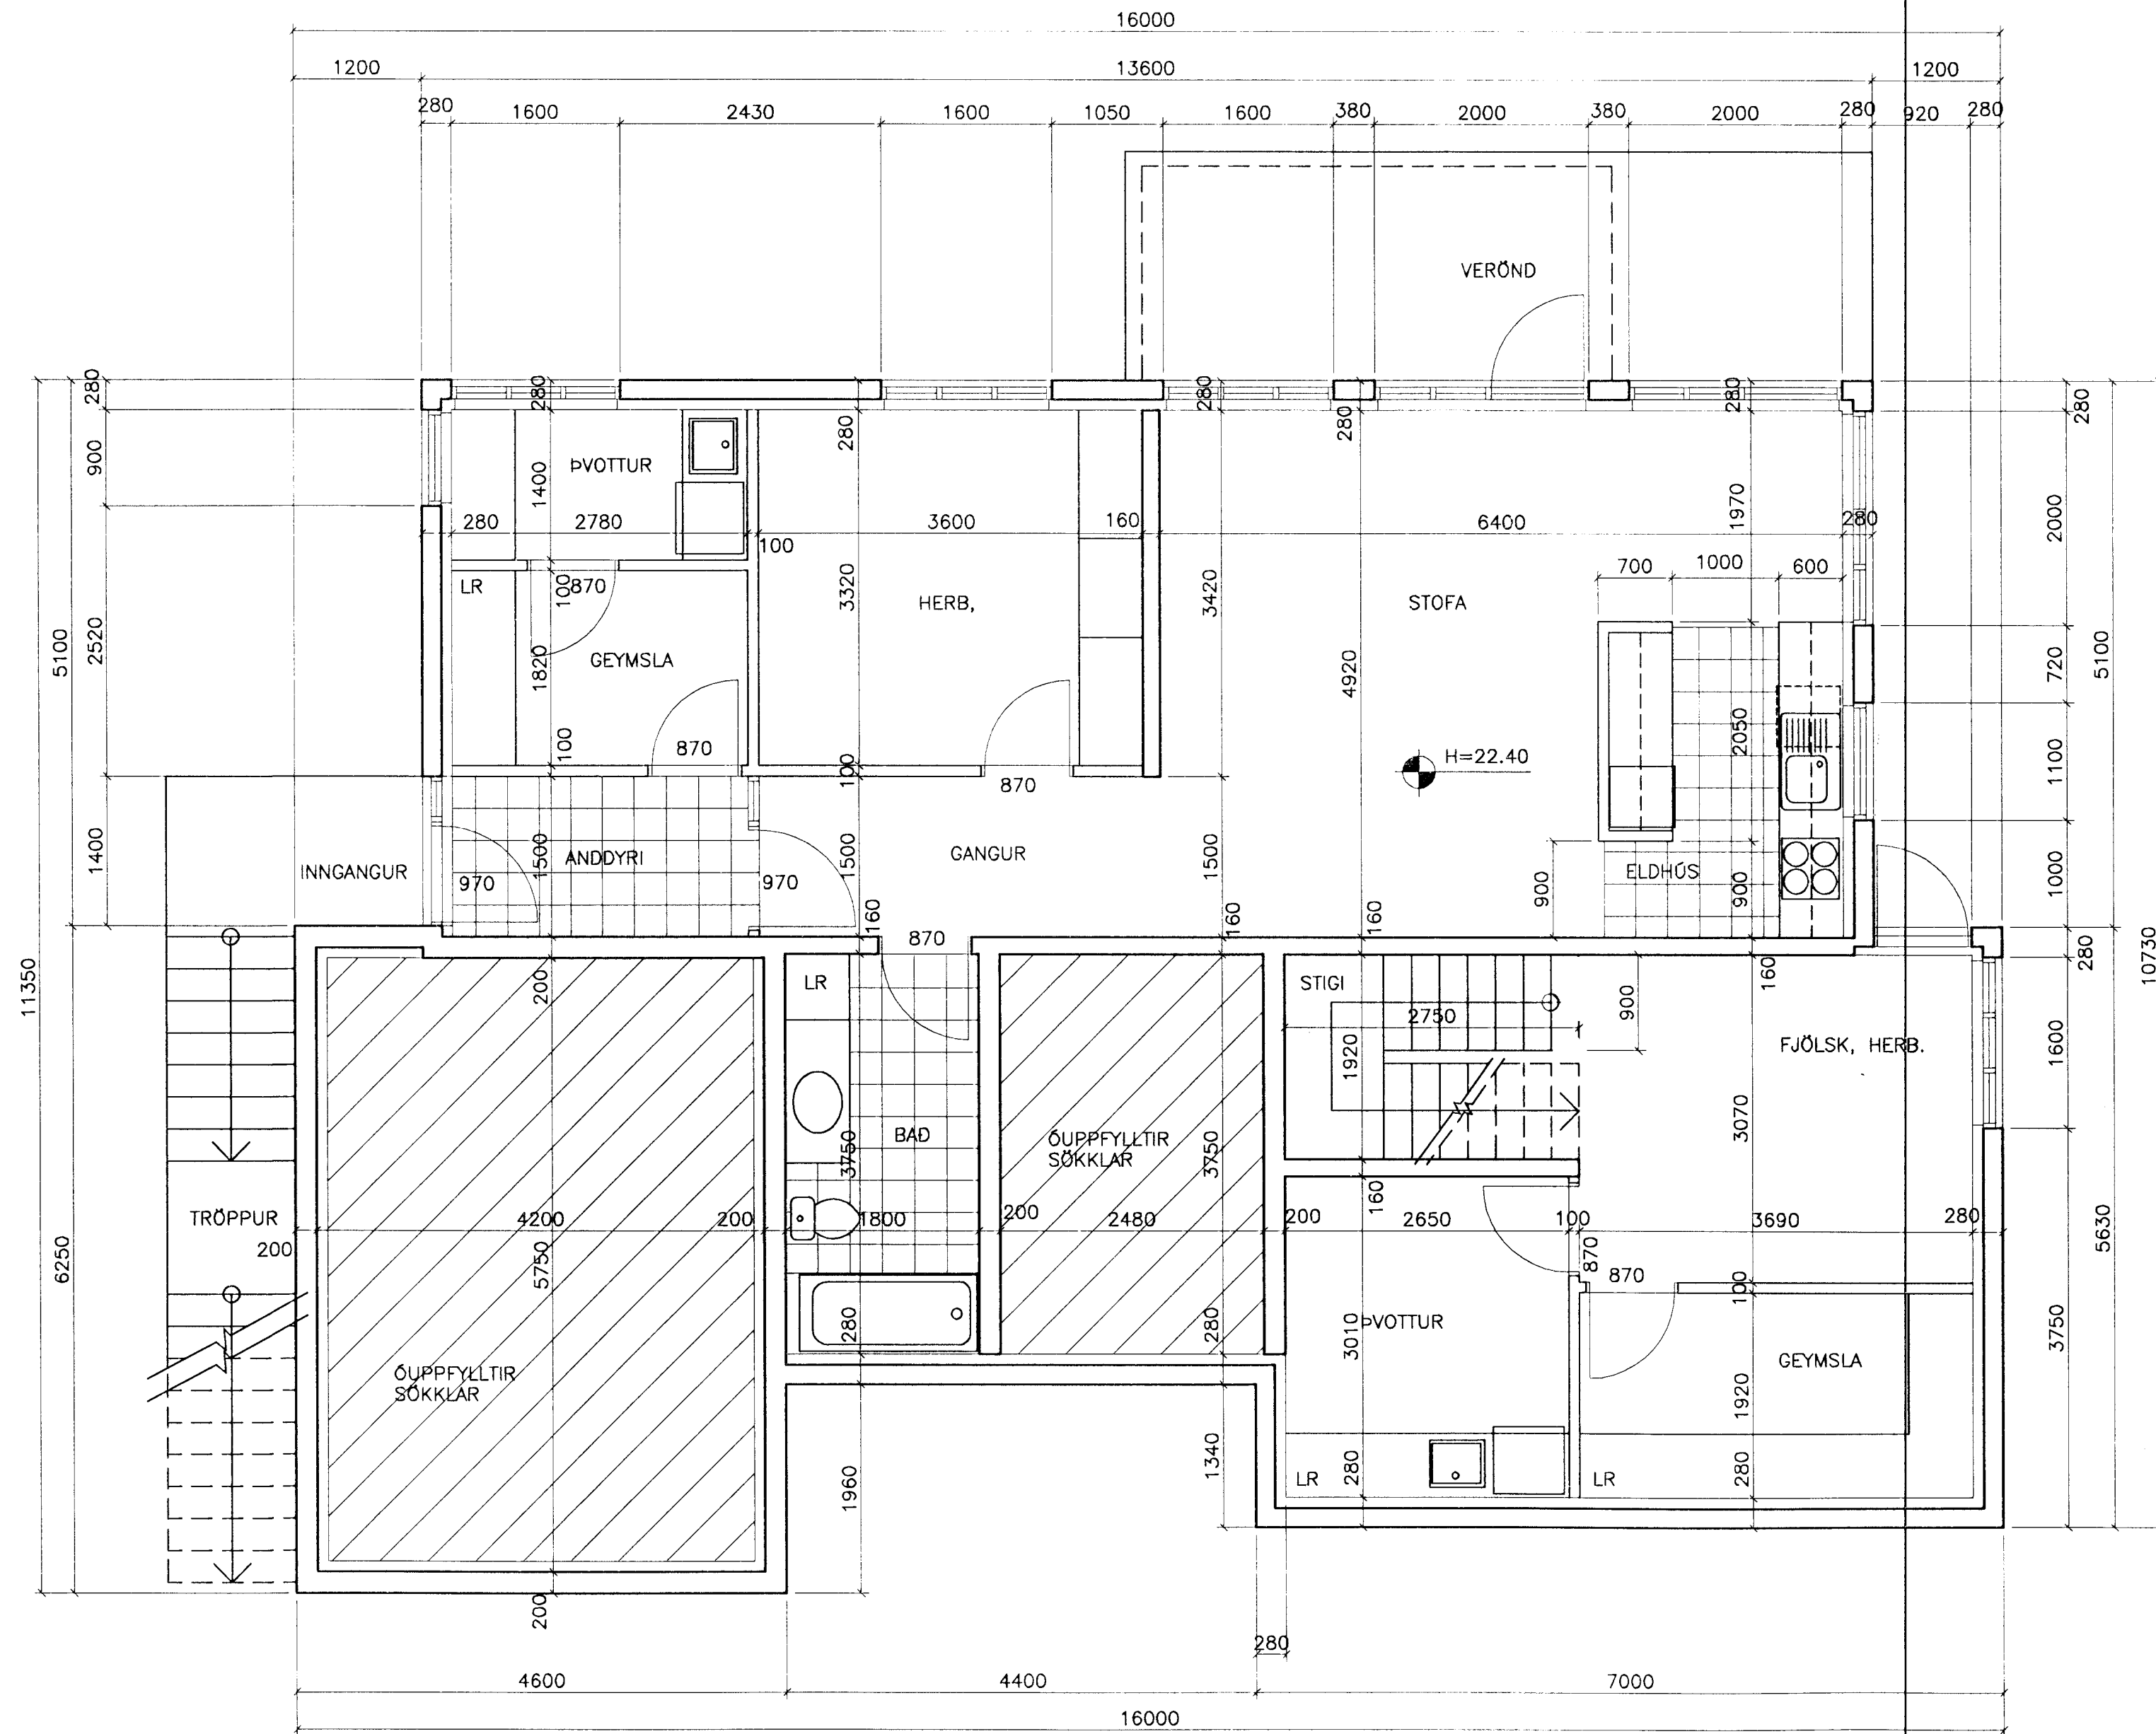 16000
1200 13600 1200
280 1600 2430 1600 1050 1600 380 2000 380 2000 280 920 280
VERÖND
280 280 280 280 280
280 280 280
900 1400 ÞVOTTUR 1970 2000
280 2780 100 3600 160 6400 280
700 1000 600
LR 100 870
3320 HERB, 3420 STOFA
5100 2520 1820 GEYMSLA 4920 720 5100
100 870 100 870
2050 1100
H=22.40
1400 INNGANGUR 1500 ANDDYRI 1500 GANGUR 1500 900 ELDHÚS 900 1000
970 970
160 870 160 160
11350 200 LR STIGI 900 160 280 10730
2750
1920 FJÖLSK, HERB. 1600
BAÐ 3750 ÓUPPFYLLTIR
SÖKKLAR
3750 3070
TRÖPPUR 200 4200 200 1800 200 2480 200 160 2650 100 3690 280
6250 5750 870 870 100 5630
280 280 3010 ÞVOTTUR 3750
ÓUPPFYLLTIR
SÖKKLAR
GEYMSLA 1920
1960 1340 LR 280 LR 280
200
280
4600 4400 7000
16000